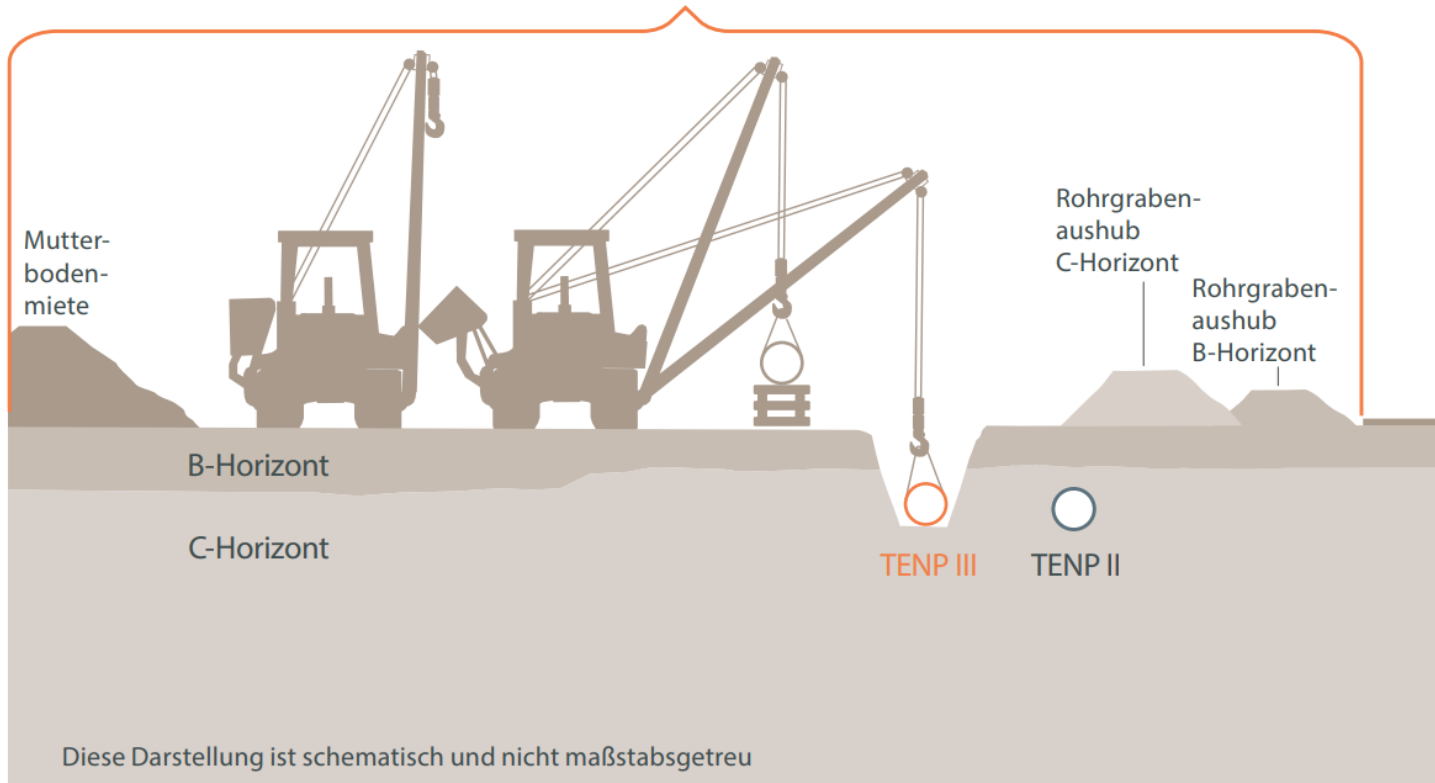 Mutter-
boden-
miete
Rohrgraben-
aushub
C-Horizont
Rohrgraben-
aushub
B-Horizont
B-Horizont
C-Horizont
TENP III
TENP II
Diese Darstellung ist schematisch und nicht maßstabsgetreu